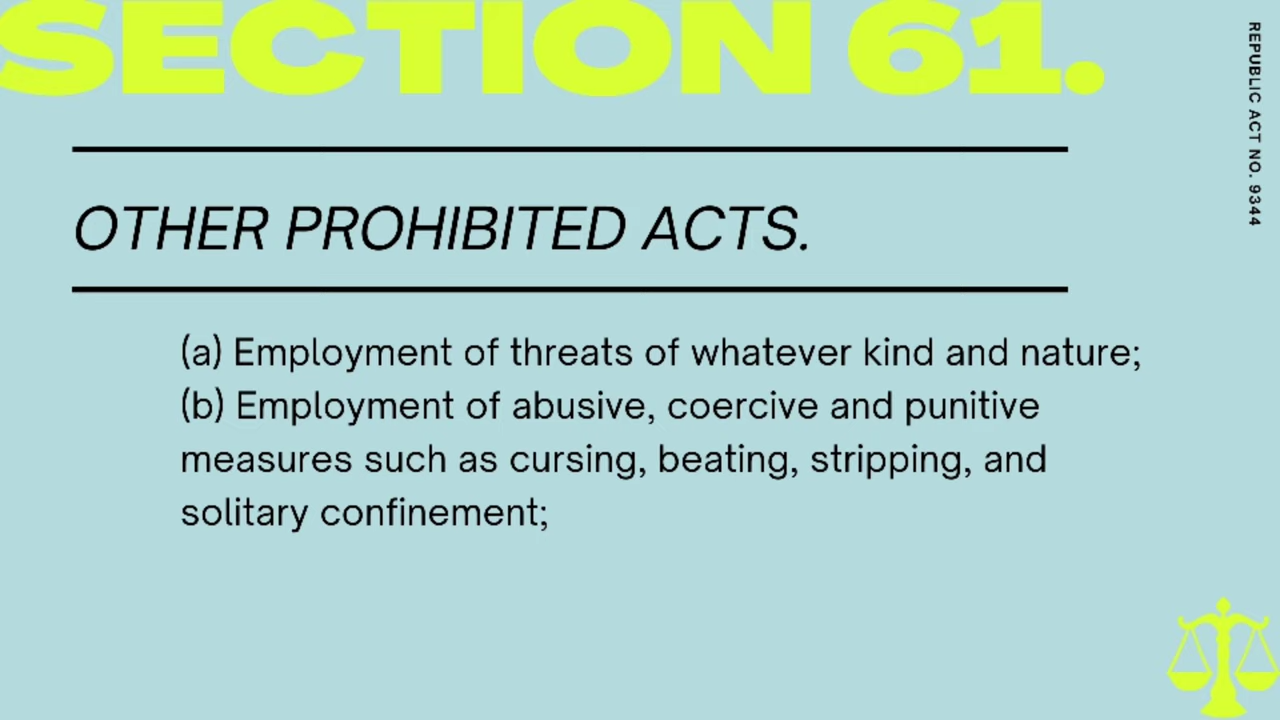 SECTION 61.
REPUBLIC ACT NO. 9344
OTHER PROHIBITED ACTS.
(a) Employment of threats of whatever kind and nature;
(b) Employment of abusive, coercive and punitive
measures such as cursing, beating, stripping, and
solitary confinement;